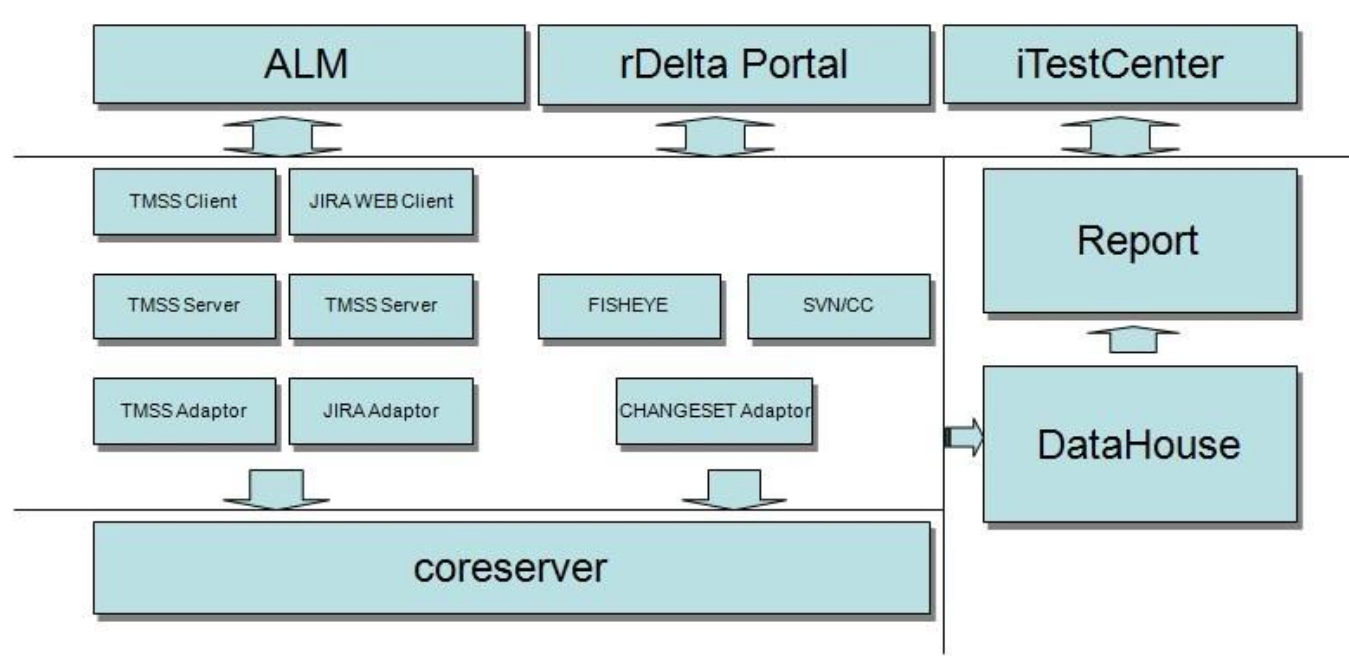 ALM
rDelta Portal
iTestCenter
TMSS Client
JIRA WEB Client
Report
TMSS Server
TMSS Server
FISHEYE
SVN/CC
TMSS Adaptor
JIRA Adaptor
CHANGESET Adaptor
DataHouse
coreserver